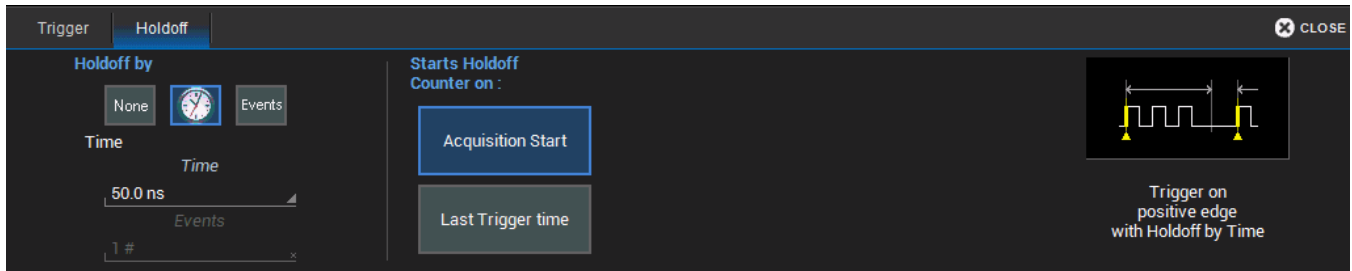 Trigger
Holdoff
CLOSE
Holdoff by
None
Events
Time
Time
50.0 ns
Events
1 #
Starts Holdoff
Counter on :
Acquisition Start
Last Trigger time
Trigger on
positive edge
with Holdoff by Time